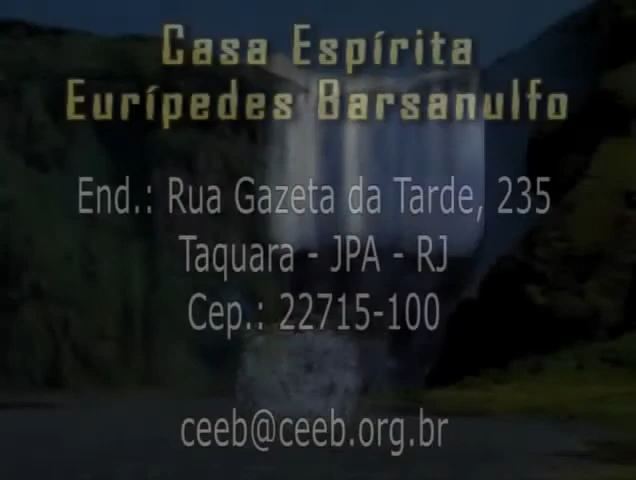 Casa Espírita
Eurípedes Barsanulfo
End.: Rua Gazeta da Tarde, 235
Taquara - JPA - RJ
Cep.: 22715-100
ceeb@ceeb.org.br